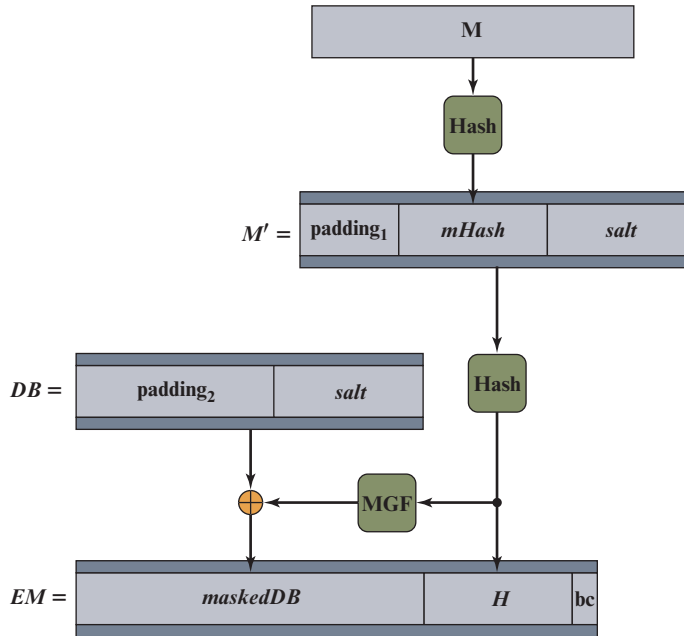 M
Hash
M′ = padding₁ mHash salt
DB = padding₂ salt
Hash
MGF
EM = maskedDB H bc